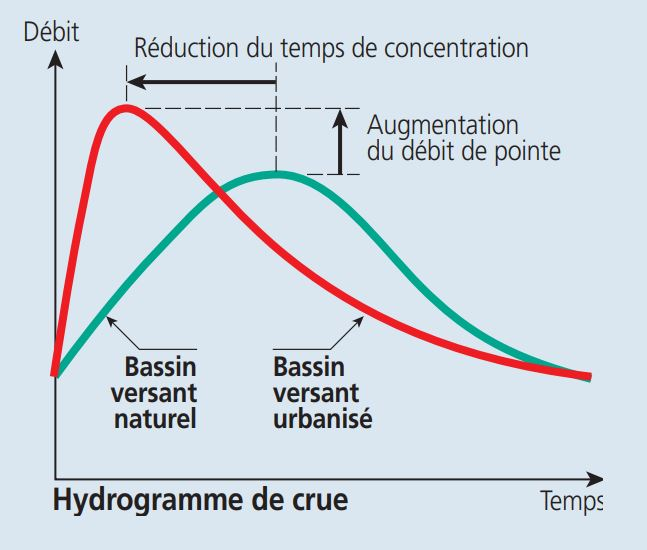 Débit
Réduction du temps de concentration
Augmentation
du débit de pointe
Bassin
versant
naturel
Bassin
versant
urbanisé
Hydrogramme de crue
Temps